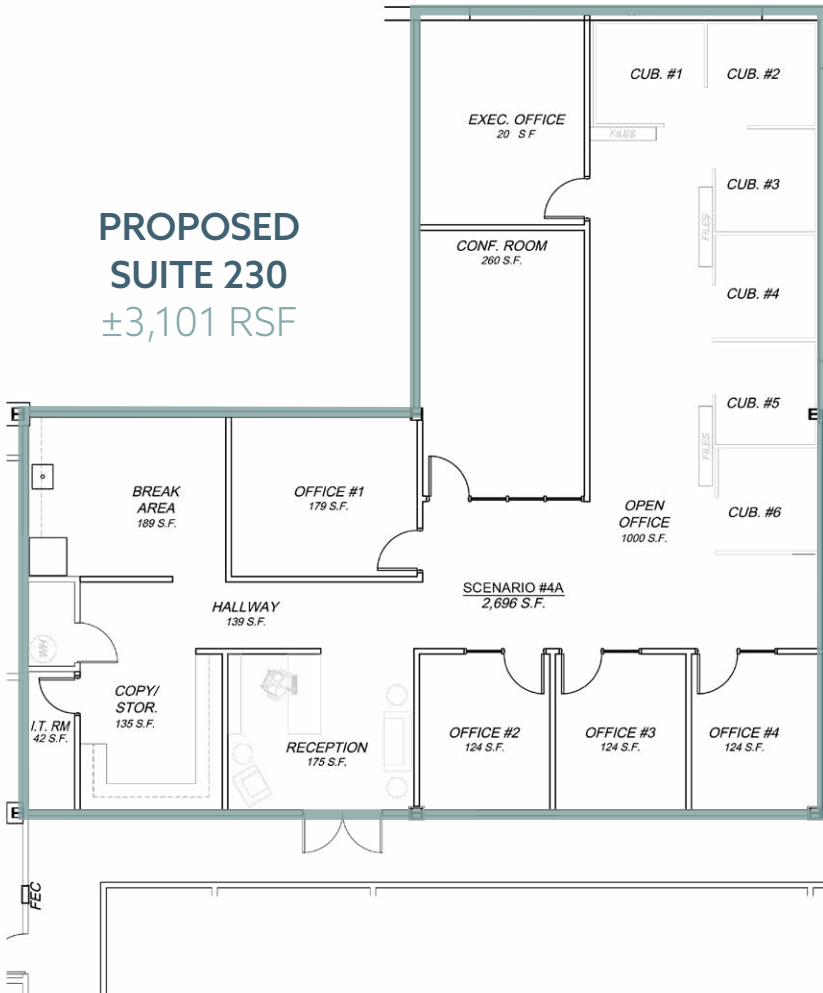 PROPOSED
SUITE 230
±3,101 RSF
EXEC. OFFICE
20 S F
CUB. #1
CUB. #2
FILES
CUB. #3
FILES
CONF. ROOM
260 S.F.
CUB. #4
CUB. #5
FILES
CUB. #6
BREAK
AREA
189 S.F.
OFFICE #1
179 S.F.
OPEN
OFFICE
1000 S.F.
SCENARIO #4A
2,696 S.F.
HALLWAY
139 S.F.
WH
COPY/
STOR.
135 S.F.
I.T. RM
42 S.F.
RECEPTION
175 S.F.
OFFICE #2
124 S.F.
OFFICE #3
124 S.F.
OFFICE #4
124 S.F.
FEC